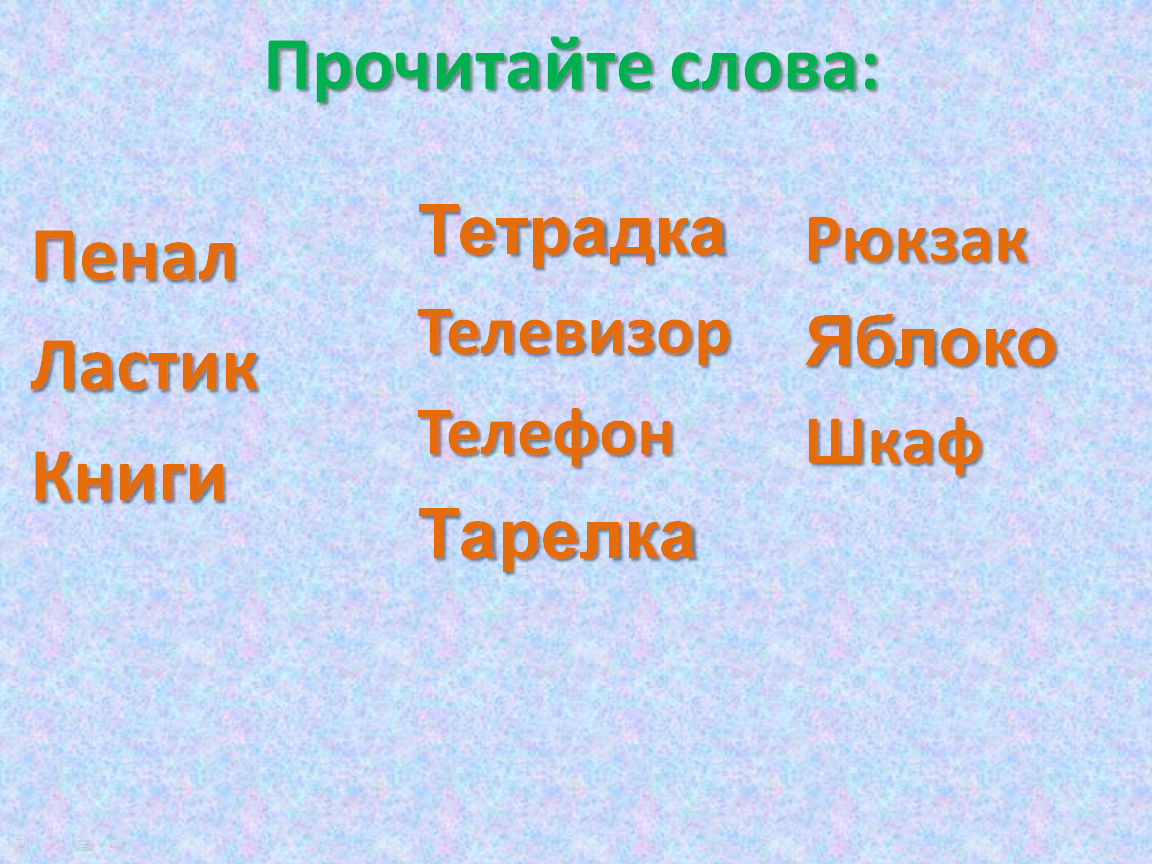 Прочитайте слова:
Пенал
Ластик
Книги
Тетрадка
Телевизор
Телефон
Тарелка
Рюкзак
Яблоко
Шкаф